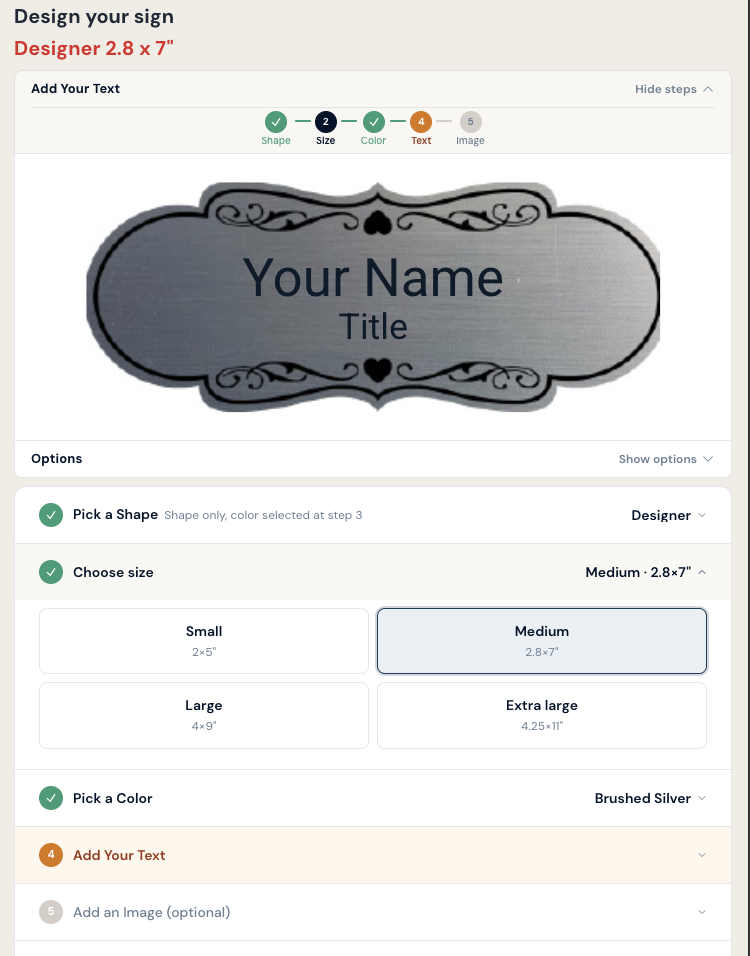 Design your sign
Designer 2.8 x 7"
Add Your Text
Hide steps
2
4
5
Shape
Size
Color
Text
Image
Your Name
Title
Options
Show options
Pick a Shape Shape only, color selected at step 3
Designer
Choose size
Medium · 2.8×7"
Small
2×5"
Medium
2.8×7"
Large
4×9"
Extra large
4.25×11"
Pick a Color
Brushed Silver
4 Add Your Text
5 Add an Image (optional)